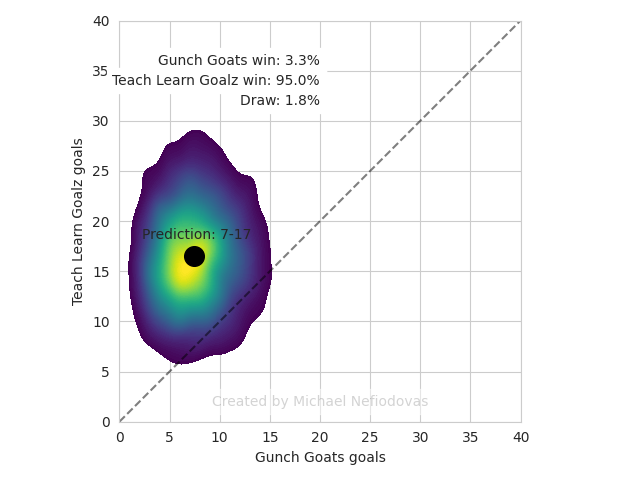 40
Gunch Goats win: 3.3%
35
Teach Learn Goalz win: 95.0%
Draw: 1.8%
30
25
20
Prediction: 7-17
15
10
5
0
Teach Learn Goalz goals
Created by Michael Nefiodovas
0 5 10 15 20 25 30 35 40
Gunch Goats goals